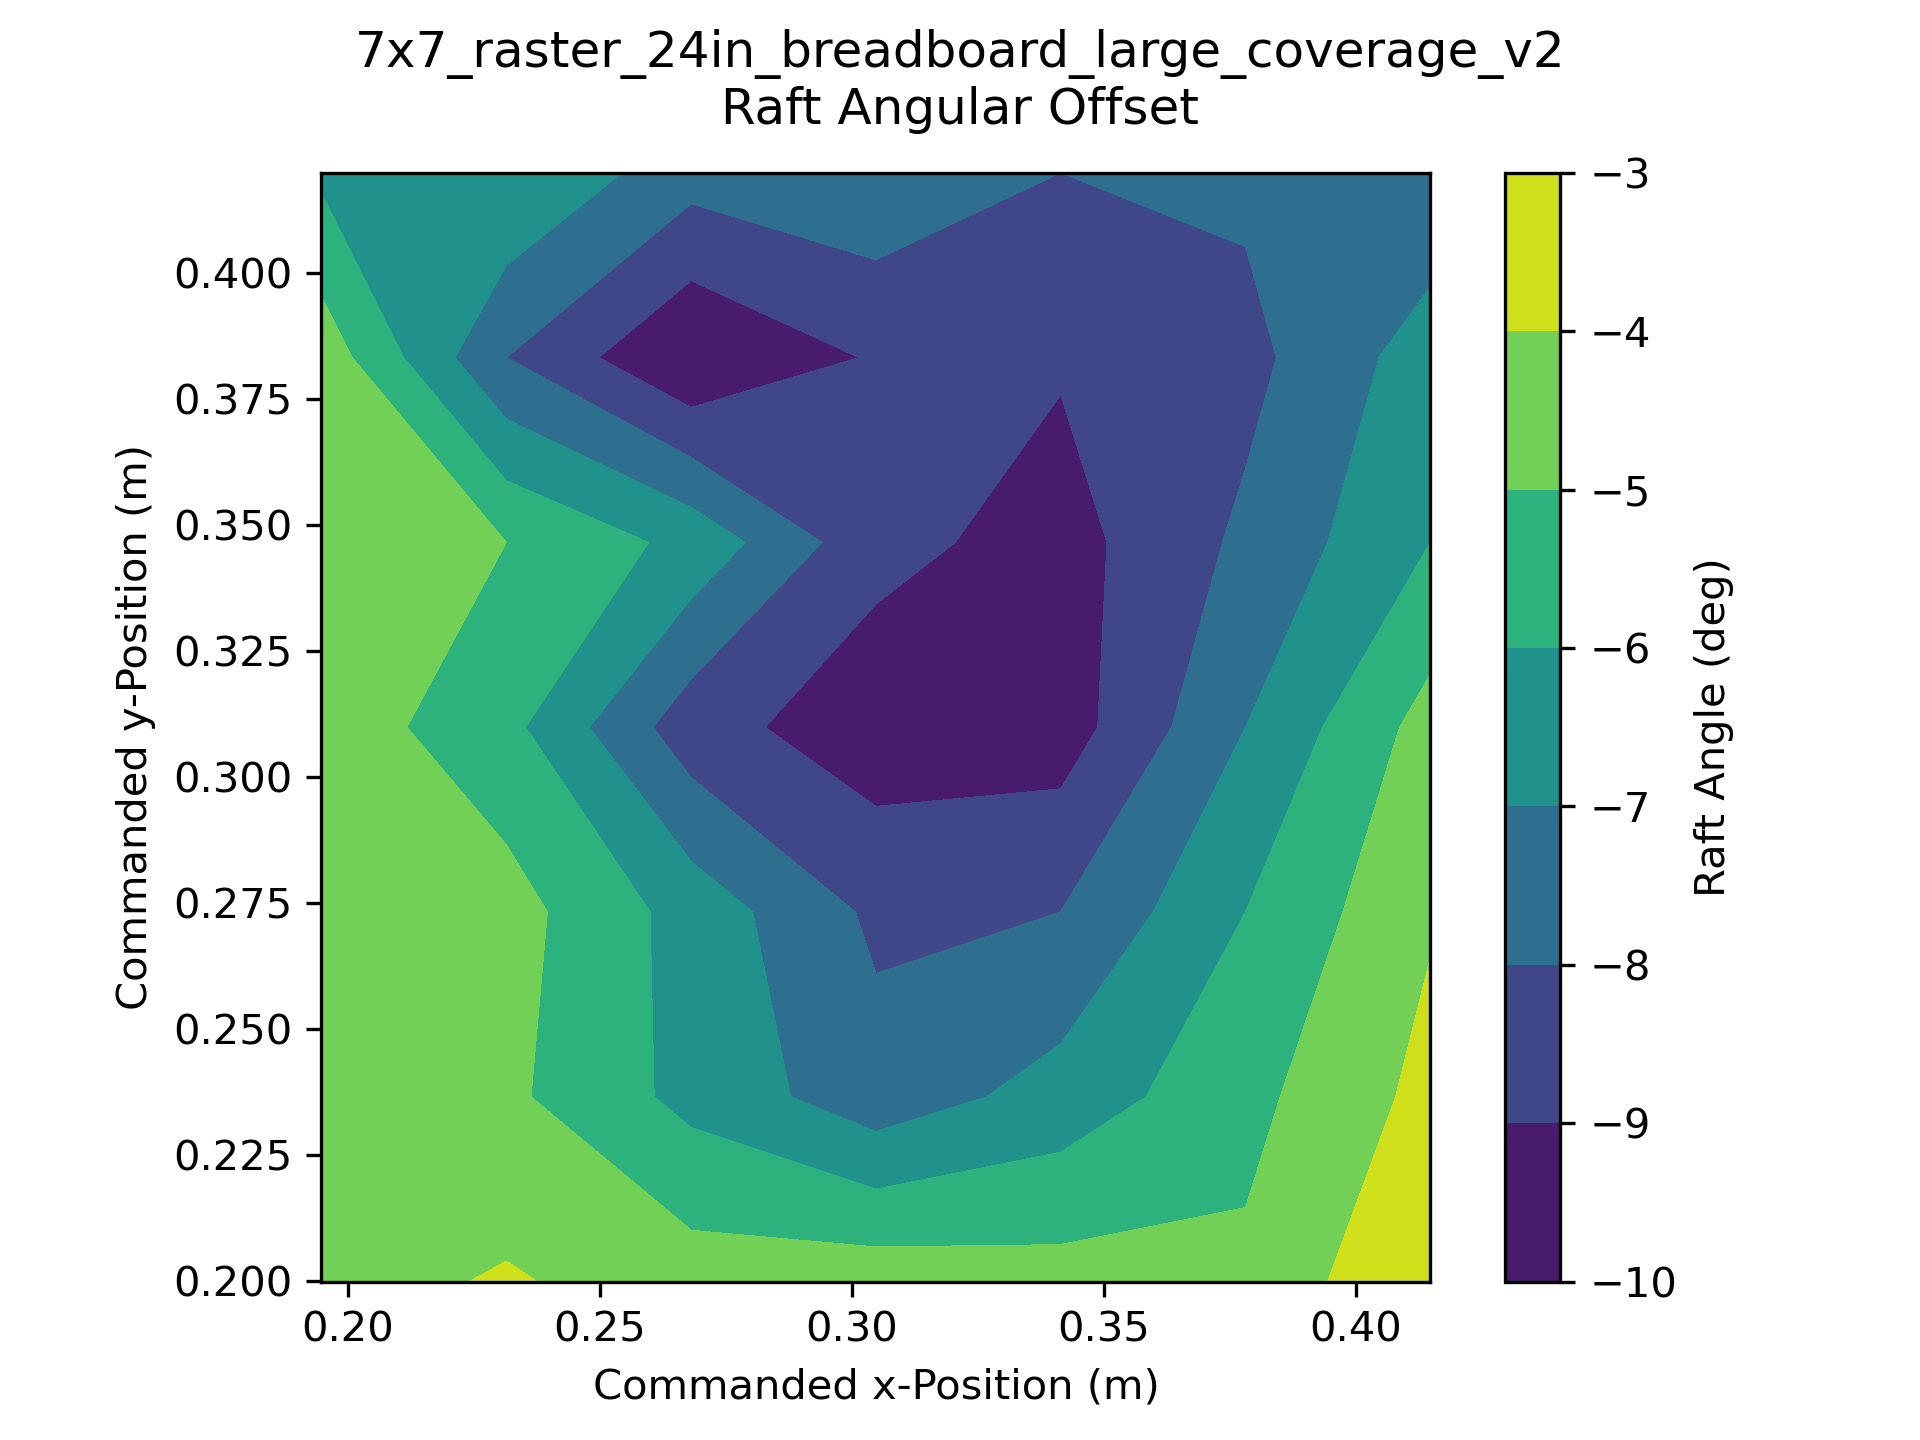 7x7_raster_24in_breadboard_large_coverage_v2
Raft Angular Offset
Commanded y-Position (m)
0.400
0.375
0.350
0.325
0.300
0.275
0.250
0.225
0.200
0.20 0.25 0.30 0.35 0.40
Commanded x-Position (m)
−3
−4
−5
−6
−7
−8
−9
−10
Raft Angle (deg)